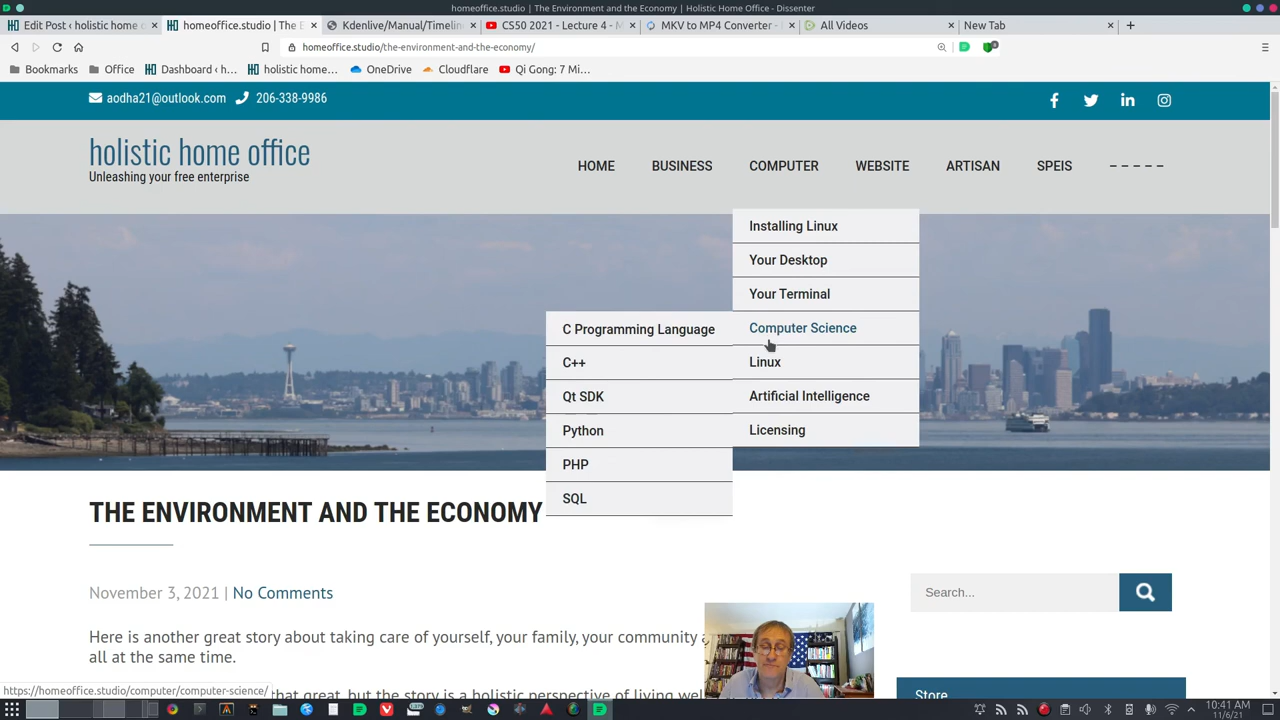 homeoffice.studio | The Environment and the Economy | Holistic Home Office - Dissenter
Edit Post ‹ holistic home o
homeoffice.studio | The E
Kdenlive/Manual/Timelin
CS50 2021 - Lecture 4 - M
MKV to MP4 Converter -
All Videos
New Tab
homeoffice.studio/the-environment-and-the-economy/
Bookmarks
Office
Dashboard ‹ h...
holistic home...
OneDrive
Cloudflare
Qi Gong: 7 Mi...
aodha21@outlook.com 206-338-9986
holistic home office
Unleashing your free enterprise
HOME BUSINESS COMPUTER WEBSITE ARTISAN SPEIS – – – – –
Installing Linux
Your Desktop
Your Terminal
Computer Science
Linux
Artificial Intelligence
Licensing
C Programming Language
C++
Qt SDK
Python
PHP
SQL
THE ENVIRONMENT AND THE ECONOMY
November 3, 2021 | No Comments
Here is another great story about taking care of yourself, your family, your community
all at the same time.
that great, but the story is a holistic perspective of living
Search...
Store
https://homeoffice.studio/computer/computer-science/
10:41 AM
11/6/21